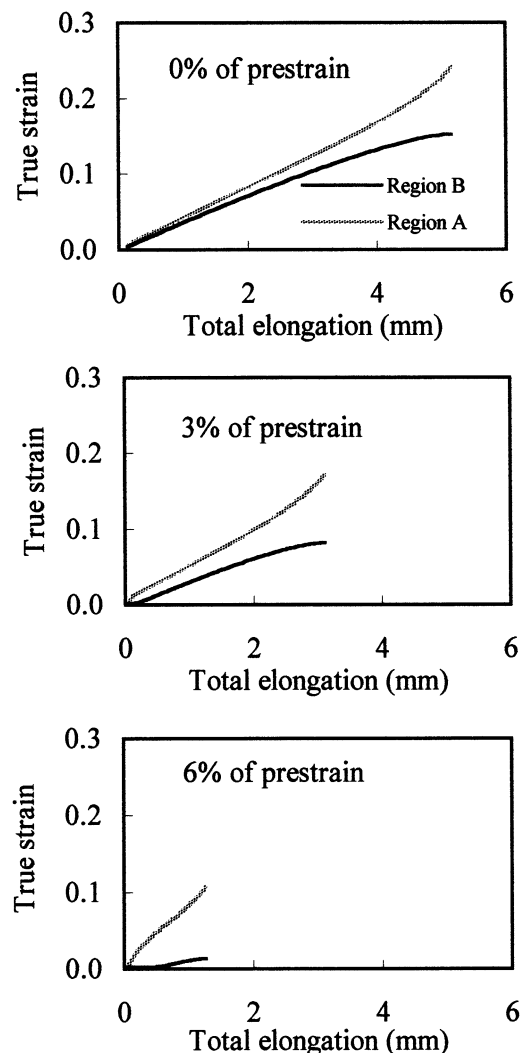 0.3
0% of prestrain
0.2
True strain
0.1
Region B
Region A
0.0
0 2 4 6
Total elongation (mm)
0.3
3% of prestrain
0.2
True strain
0.1
0.0
0 2 4 6
Total elongation (mm)
0.3
6% of prestrain
0.2
True strain
0.1
0.0
0 2 4 6
Total elongation (mm)